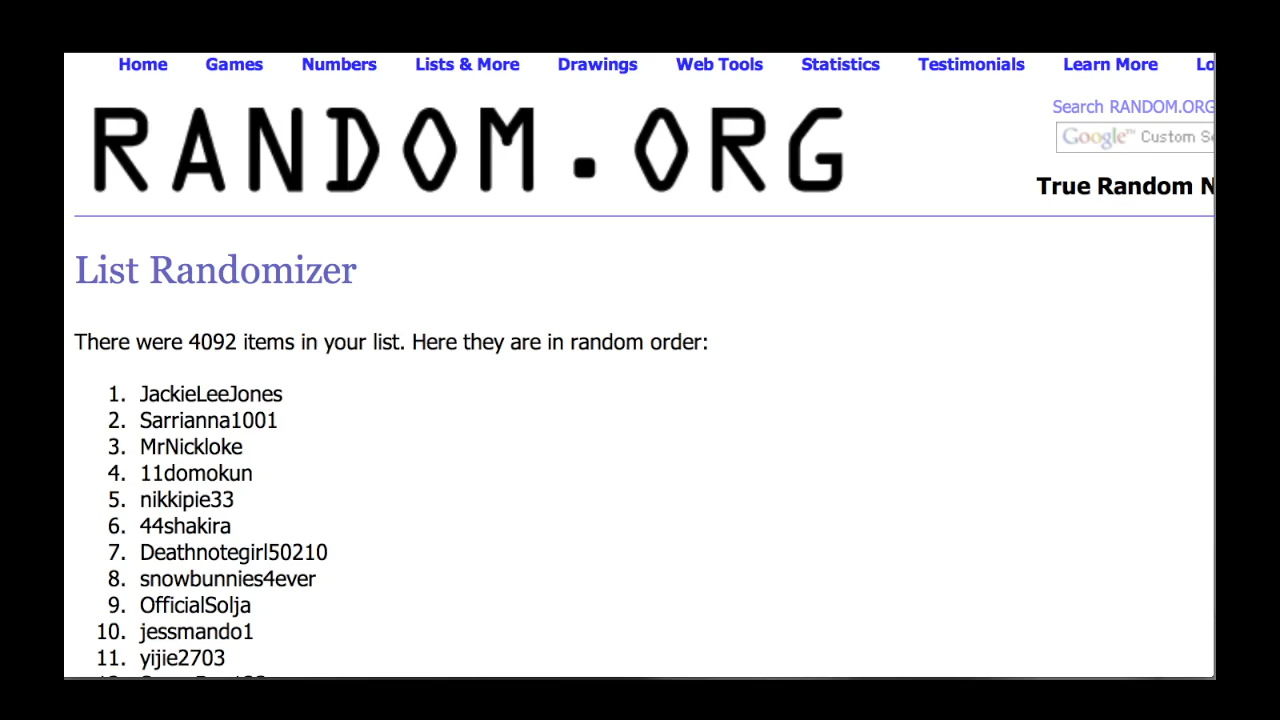 Home Games Numbers Lists & More Drawings Web Tools Statistics Testimonials Learn More Lo
RANDOM.ORG
Search RANDOM.ORG
Google™ Custom Se
True Random N
List Randomizer
There were 4092 items in your list. Here they are in random order:
1. JackieLeeJones
2. Sarrianna1001
3. MrNickloke
4. 11domokun
5. nikkipie33
6. 44shakira
7. Deathnotegirl50210
8. snowbunnies4ever
9. OfficialSolja
10. jessmando1
11. yijie2703